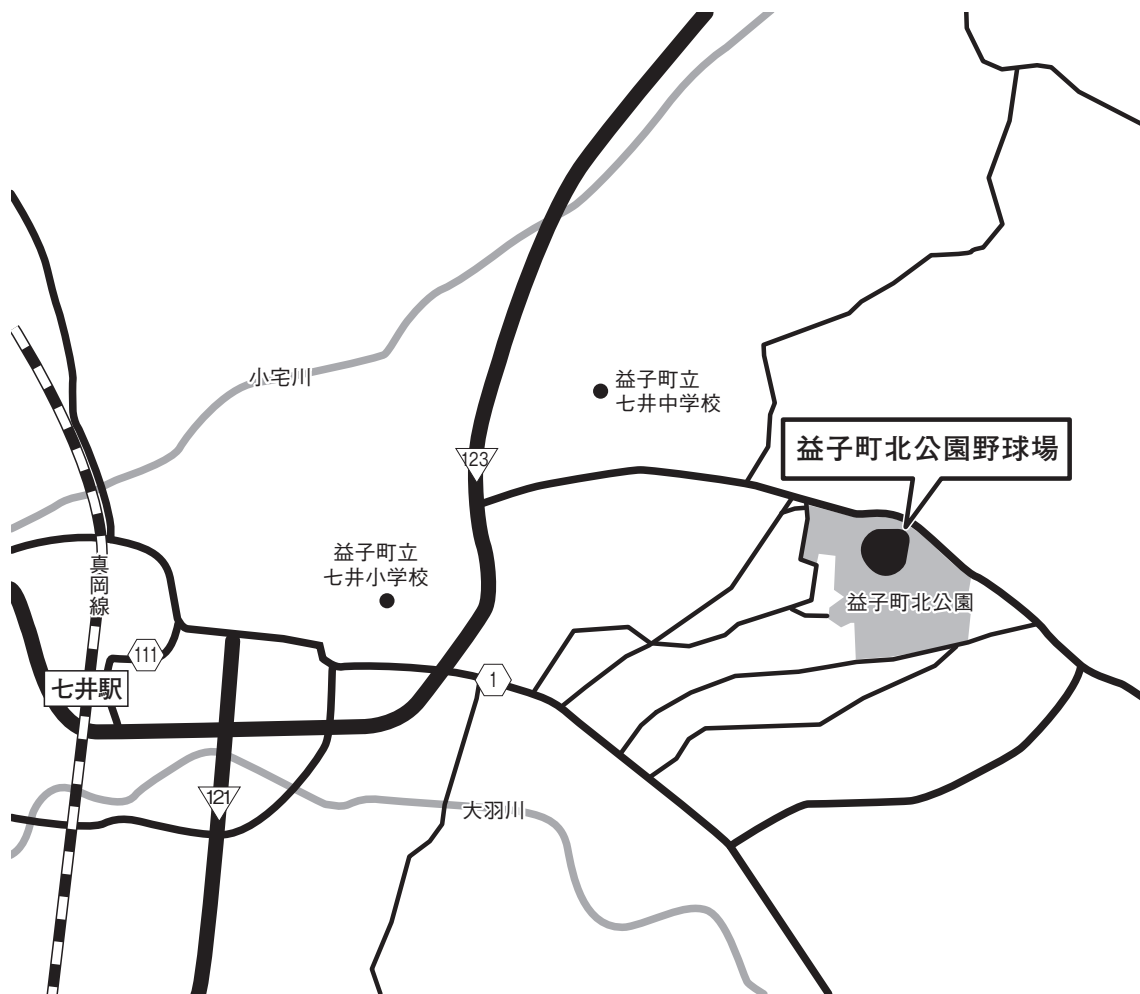 益子町立
七井中学校
小宅川
益子町北公園野球場
123
益子町立
七井小学校
真岡線
益子町北公園
111
七井駅
1
121
大羽川